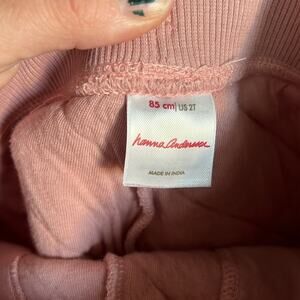 85 cm | US 2T
hanna andersson
MADE IN INDIA